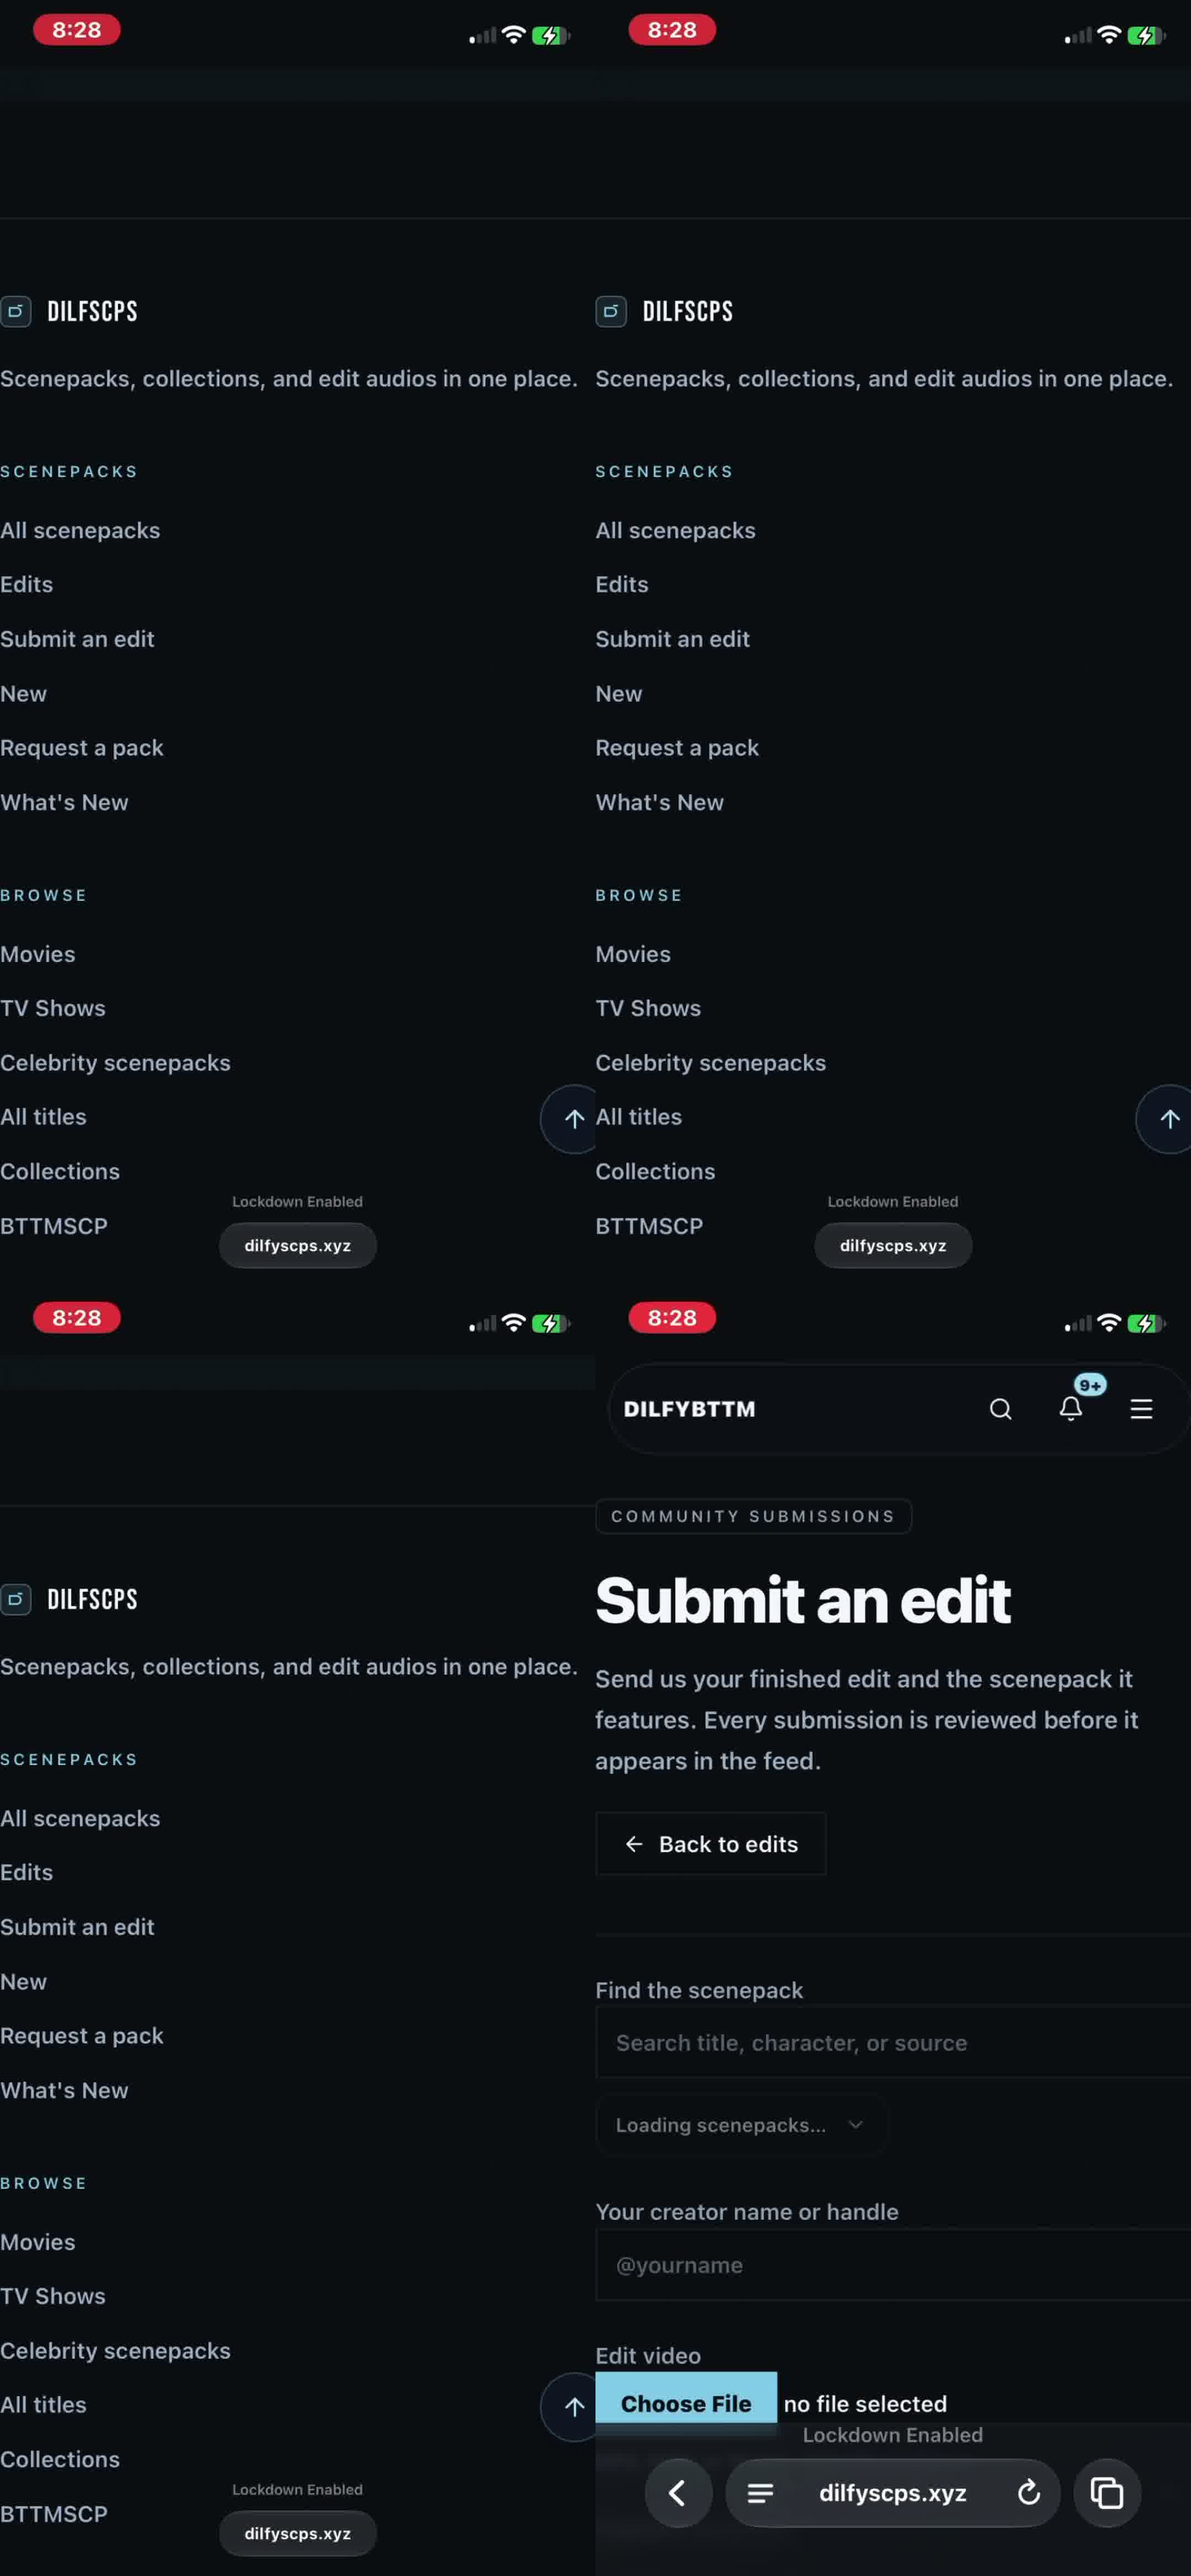 8:28
DILFSCPS
Scenepacks, collections, and edit audios in one place.
SCENEPACKS
All scenepacks
Edits
Submit an edit
New
Request a pack
What's New
BROWSE
Movies
TV Shows
Celebrity scenepacks
All titles
Collections
BTTMSCP
Lockdown Enabled
dilfyscps.xyz
8:28
DILFSCPS
Scenepacks, collections, and edit audios in one place.
SCENEPACKS
All scenepacks
Edits
Submit an edit
New
Request a pack
What's New
BROWSE
Movies
TV Shows
Celebrity scenepacks
All titles
Collections
BTTMSCP
Lockdown Enabled
dilfyscps.xyz
8:28
DILFSCPS
Scenepacks, collections, and edit audios in one place.
SCENEPACKS
All scenepacks
Edits
Submit an edit
New
Request a pack
What's New
BROWSE
Movies
TV Shows
Celebrity scenepacks
All titles
Collections
BTTMSCP
Lockdown Enabled
dilfyscps.xyz
8:28
DILFYBTTM
9+
COMMUNITY SUBMISSIONS
Submit an edit
Send us your finished edit and the scenepack it
features. Every submission is reviewed before it
appears in the feed.
Back to edits
Find the scenepack
Search title, character, or source
Loading scenepacks...
Your creator name or handle
@yourname
Edit video
Choose File no file selected
Lockdown Enabled
dilfyscps.xyz